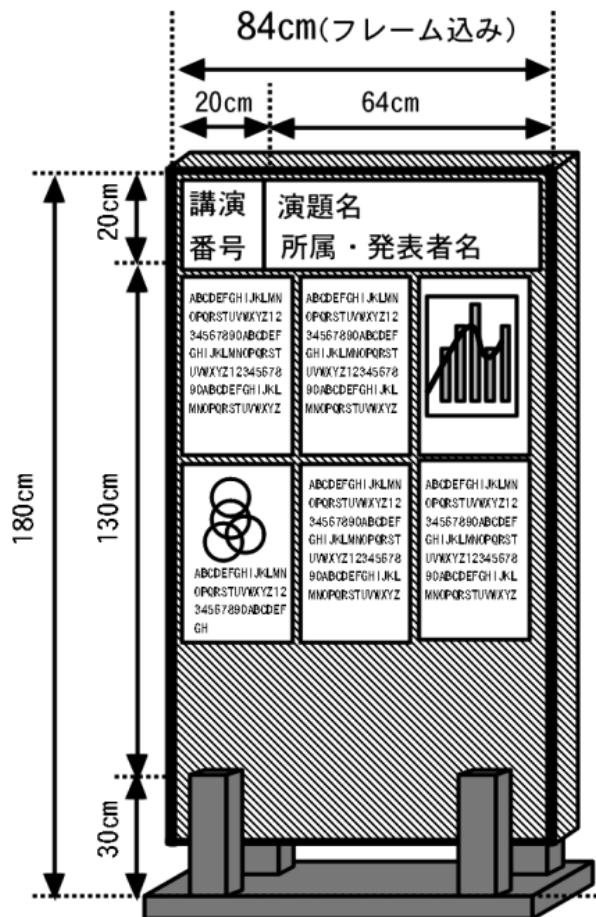 84cm(フレーム込み)
20cm
64cm
20cm
講演
番号
演題名
所属・発表者名
180cm
130cm
ABCDEFGHIJKLMN
OPQRSTUVWXYZ12
34567890ABCDEF
GHIJKLMNOPQRST
UVWXYZ12345678
90ABCDEFGHIJKL
MNOPQRSTUVWXYZ
ABCDEFGHIJKLMN
OPQRSTUVWXYZ12
34567890ABCDEF
GHIJKLMNOPQRST
UVWXYZ12345678
90ABCDEFGHIJKL
MNOPQRSTUVWXYZ
ABCDEFGHIJKLMN
OPQRSTUVWXYZ12
34567890ABCDEF
GH
ABCDEFGHIJKLMN
OPQRSTUVWXYZ12
34567890ABCDEF
GHIJKLMNOPQRST
UVWXYZ12345678
90ABCDEFGHIJKL
MNOPQRSTUVWXYZ
ABCDEFGHIJKLMN
OPQRSTUVWXYZ12
34567890ABCDEF
GHIJKLMNOPQRST
UVWXYZ12345678
90ABCDEFGHIJKL
MNOPQRSTUVWXYZ
30cm